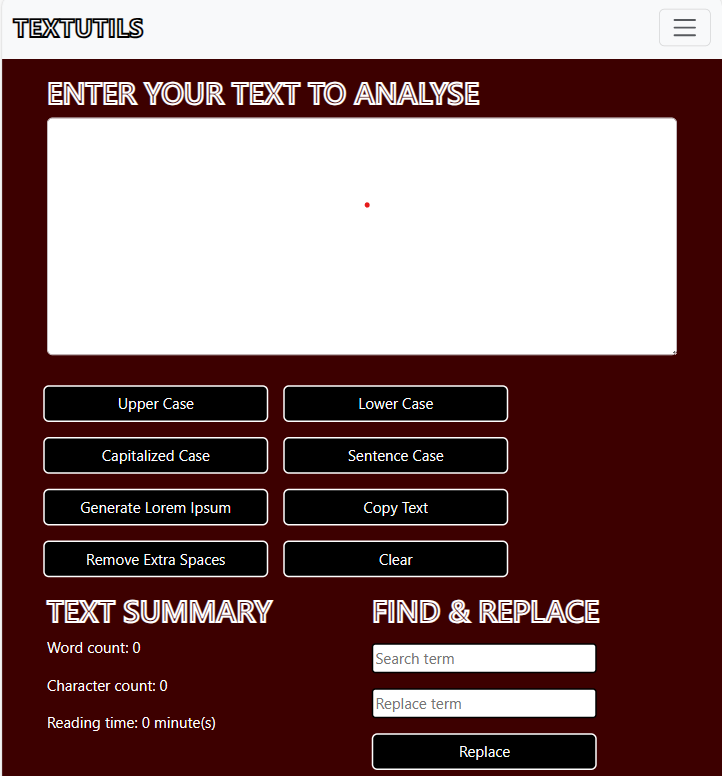 TEXTUTILS
ENTER YOUR TEXT TO ANALYSE
Upper Case
Lower Case
Capitalized Case
Sentence Case
Generate Lorem Ipsum
Copy Text
Remove Extra Spaces
Clear
TEXT SUMMARY
Word count: 0
Character count: 0
Reading time: 0 minute(s)
FIND & REPLACE
Search term
Replace term
Replace